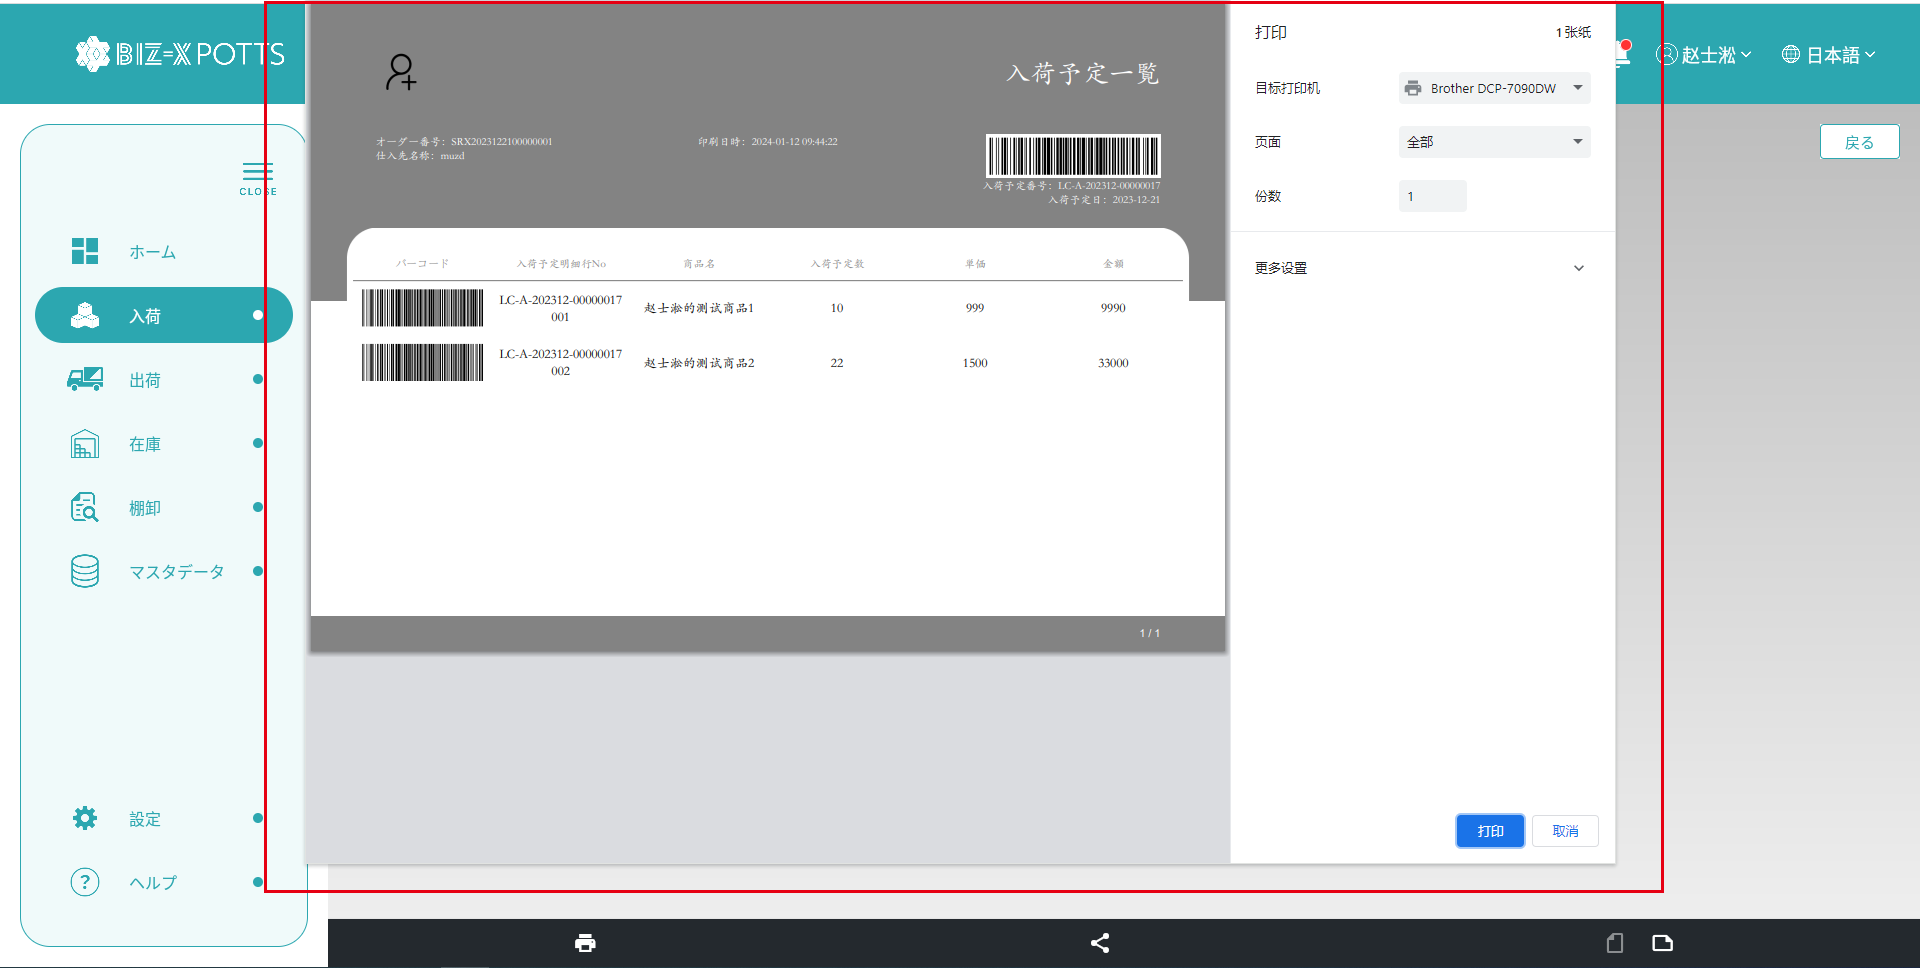 BIZ=X POTTS
CLOSE
ホーム
入荷
出荷
在庫
棚卸
マスタデータ
設定
ヘルプ
入荷予定一覧
オーダー番号：SRX2023122100000001
仕入先名称：muzd
印刷日時：2024-01-12 09:44:22
入荷予定番号：LC-A-202312-00000017
入荷予定日：2023-12-21
バーコード 入荷予定明細行No 商品名 入荷予定数 単価 金額
LC-A-202312-00000017
001
赵士淞的测试商品1 10 999 9990
LC-A-202312-00000017
002
赵士淞的测试商品2 22 1500 33000
1 / 1
打印 1 张纸
目标打印机 Brother DCP-7090DW
页面 全部
份数 1
更多设置
打印 取消
赵士淞 日本語
戻る